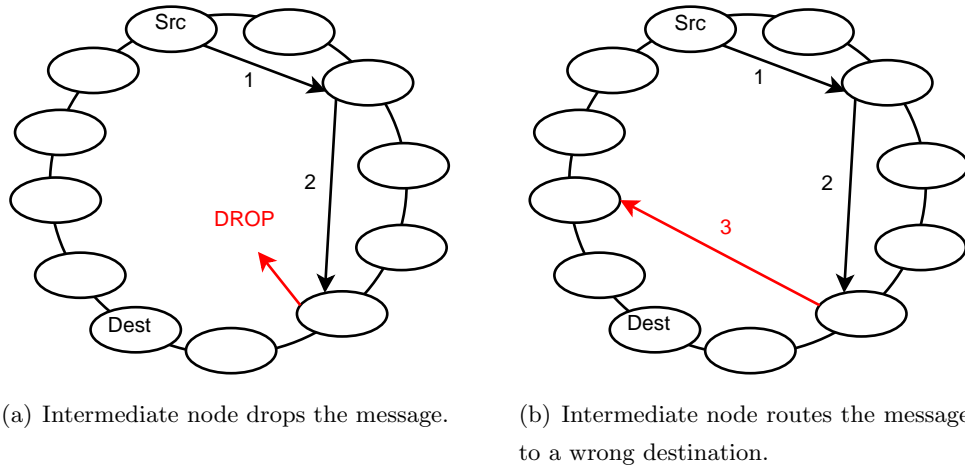 Src
1
2
DROP
Dest
(a) Intermediate node drops the message.
Src
1
2
3
Dest
(b) Intermediate node routes the message
to a wrong destination.